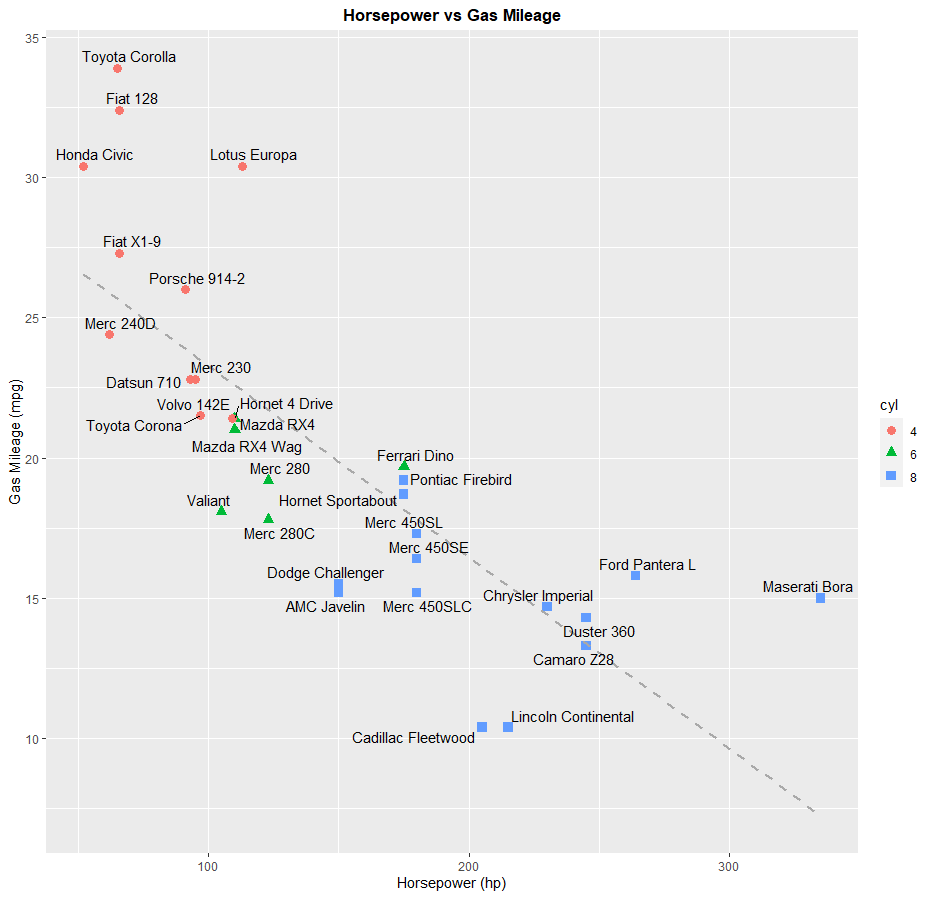 Horsepower vs Gas Mileage
35
Toyota Corolla
Fiat 128
Honda Civic
Lotus Europa
30
Fiat X1-9
Porsche 914-2
25
Merc 240D
Merc 230
Datsun 710
Volvo 142E
Hornet 4 Drive
Toyota Corona
Mazda RX4
Mazda RX4 Wag
20
Ferrari Dino
Merc 280
Pontiac Firebird
Valiant
Hornet Sportabout
Merc 450SL
Merc 280C
Merc 450SE
Dodge Challenger
Ford Pantera L
Maserati Bora
15
Chrysler Imperial
AMC Javelin
Merc 450SLC
Duster 360
Camaro Z28
Lincoln Continental
Cadillac Fleetwood
10
Gas Mileage (mpg)
100
200
300
Horsepower (hp)
cyl
4
6
8